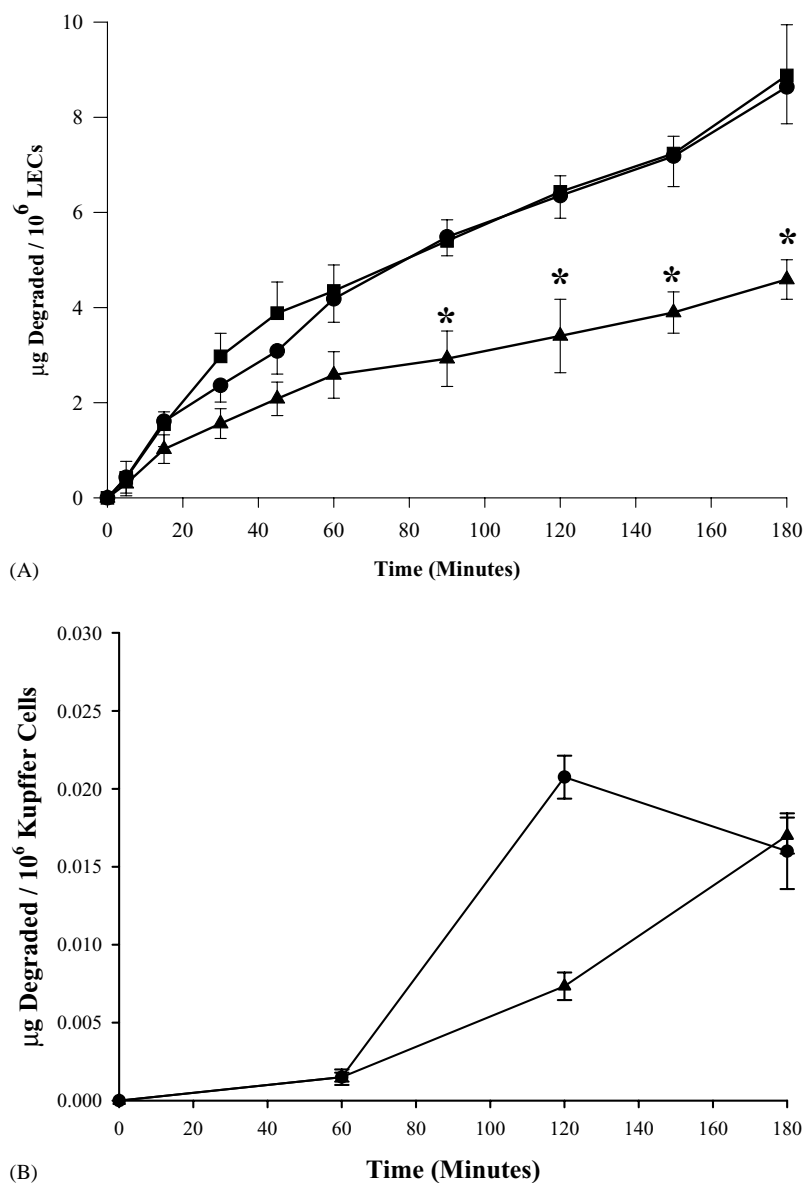 10
8
6
4
2
0
µg Degraded / 10⁶ LECs
*
*
*
*
0 20 40 60 80 100 120 140 160 180
Time (Minutes)
(A)
0.030
0.025
0.020
0.015
0.010
0.005
0.000
µg Degraded / 10⁶ Kupffer Cells
0 20 40 60 80 100 120 140 160 180
Time (Minutes)
(B)